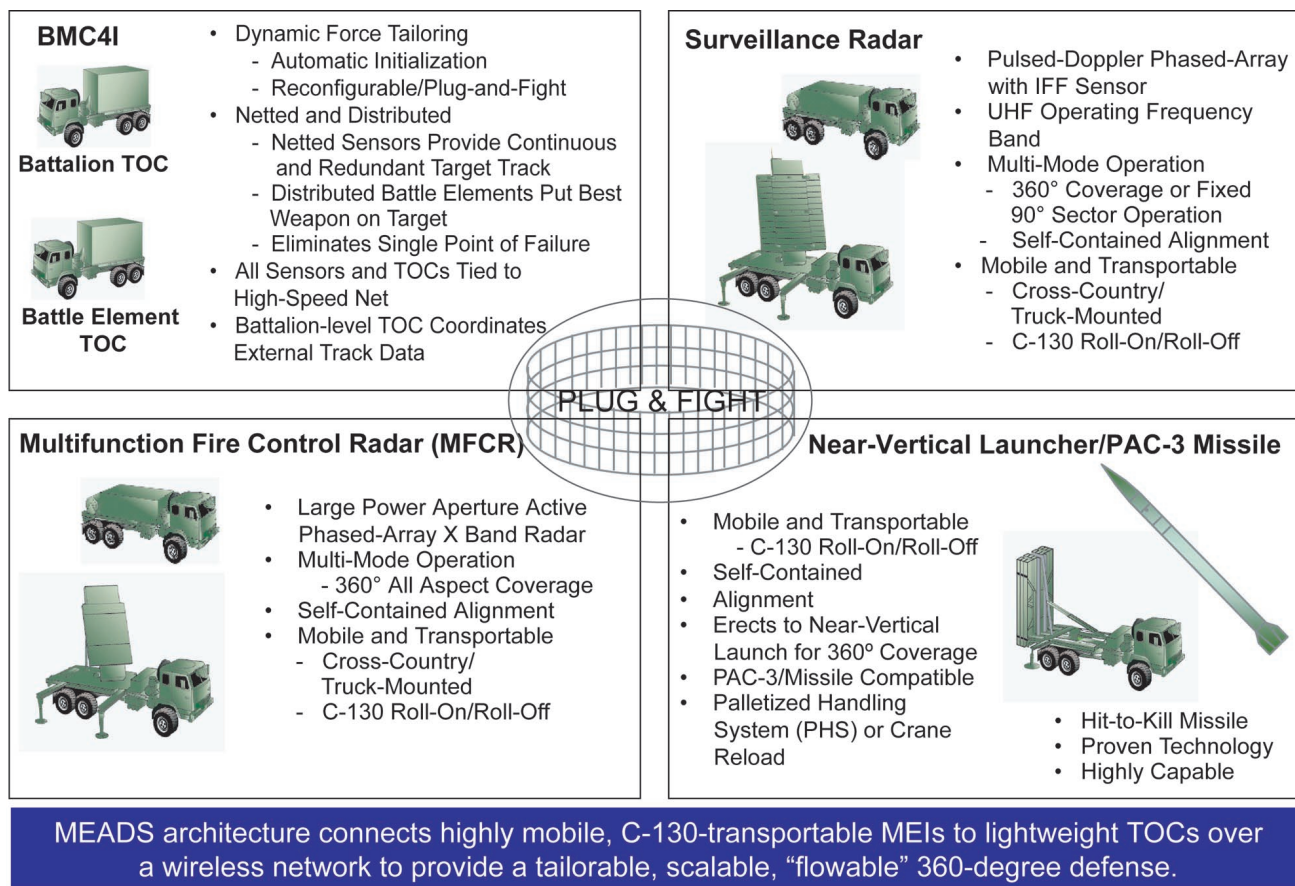 BMC4I
Battalion TOC
Battle Element
TOC
• Dynamic Force Tailoring
- Automatic Initialization
- Reconfigurable/Plug-and-Fight
• Netted and Distributed
- Netted Sensors Provide Continuous
and Redundant Target Track
- Distributed Battle Elements Put Best
Weapon on Target
- Eliminates Single Point of Failure
• All Sensors and TOCs Tied to
High-Speed Net
• Battalion-level TOC Coordinates
External Track Data
Surveillance Radar
• Pulsed-Doppler Phased-Array
with IFF Sensor
• UHF Operating Frequency
Band
• Multi-Mode Operation
- 360° Coverage or Fixed
90° Sector Operation
- Self-Contained Alignment
• Mobile and Transportable
- Cross-Country/
Truck-Mounted
- C-130 Roll-On/Roll-Off
PLUG & FIGHT
Multifunction Fire Control Radar (MFCR)
• Large Power Aperture Active
Phased-Array X Band Radar
• Multi-Mode Operation
- 360° All Aspect Coverage
• Self-Contained Alignment
• Mobile and Transportable
- Cross-Country/
Truck-Mounted
- C-130 Roll-On/Roll-Off
Near-Vertical Launcher/PAC-3 Missile
• Mobile and Transportable
- C-130 Roll-On/Roll-Off
• Self-Contained
• Alignment
• Erects to Near-Vertical
Launch for 360º Coverage
• PAC-3/Missile Compatible
• Palletized Handling
System (PHS) or Crane
Reload
• Hit-to-Kill Missile
• Proven Technology
• Highly Capable
MEADS architecture connects highly mobile, C-130-transportable MEIs to lightweight TOCs over
a wireless network to provide a tailorable, scalable, “flowable” 360-degree defense.